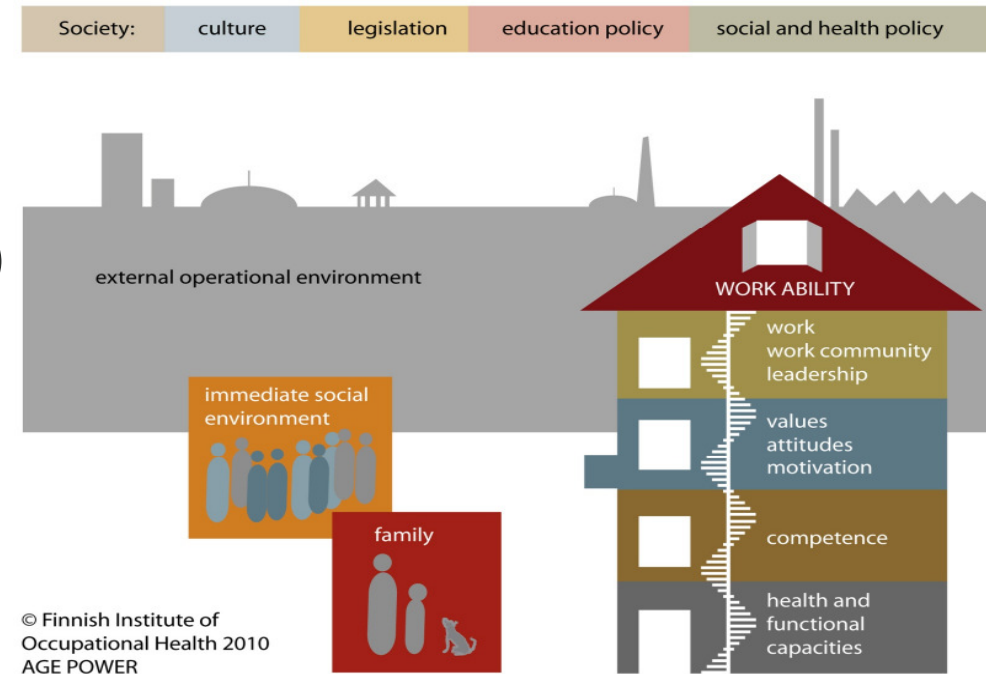 Society: culture legislation education policy social and health policy
external operational environment
WORK ABILITY
work
work community
leadership
immediate social
environment
values
attitudes
motivation
family
competence
health and
functional
capacities
© Finnish Institute of
Occupational Health 2010
AGE POWER